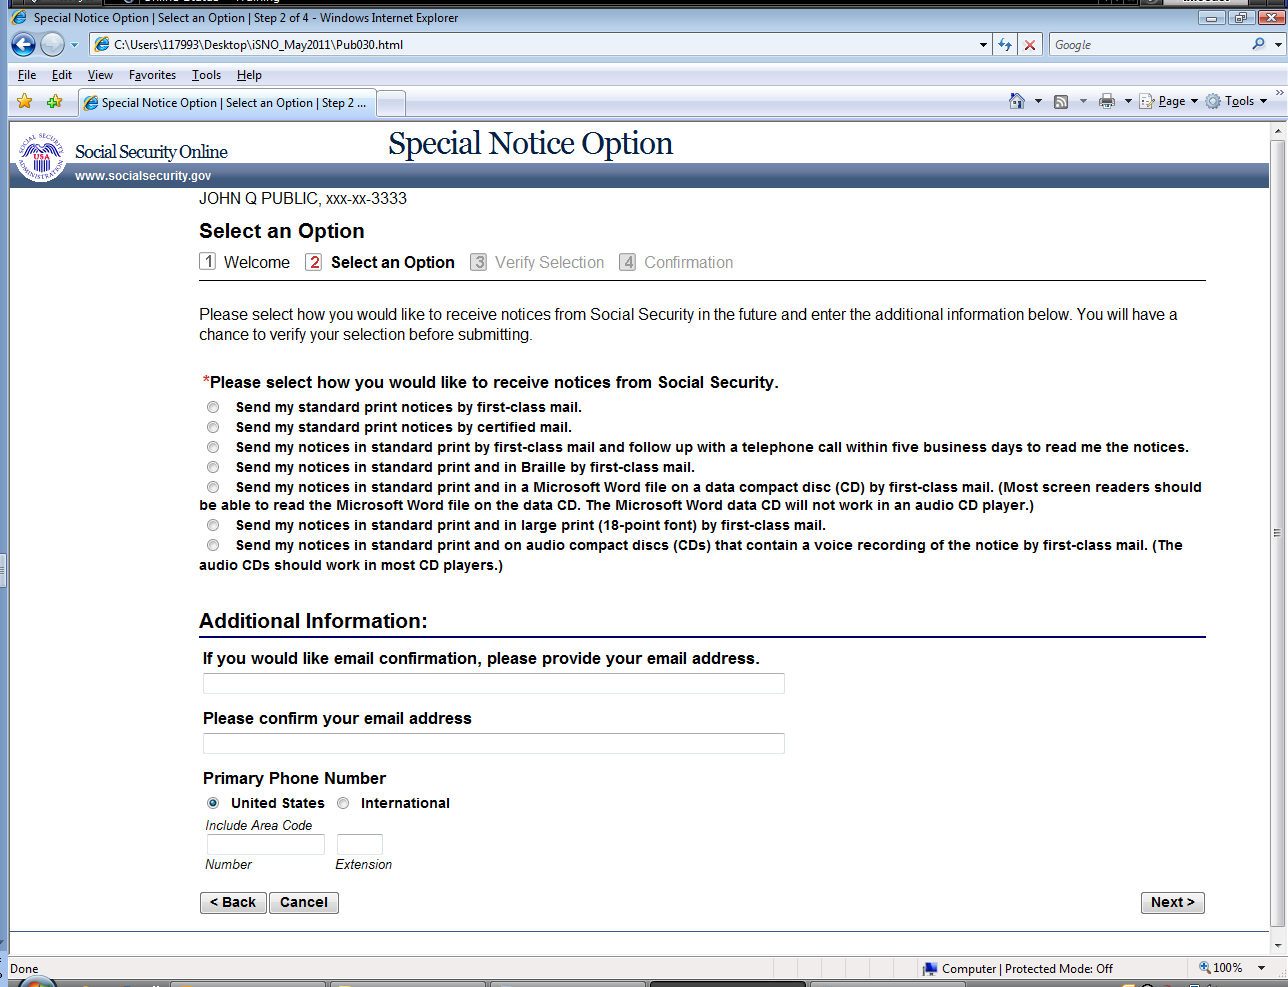 Special Notice Option | Select an Option | Step 2 of 4 - Windows Internet Explorer
C:\Users\117993\Desktop\iSNO_May2011\Pub030.html
Google
File Edit View Favorites Tools Help
Special Notice Option | Select an Option | Step 2 ...
Page Tools
SOCIAL SECURITY ADMINISTRATION
USA
Social Security Online
Special Notice Option
www.socialsecurity.gov
JOHN Q PUBLIC, xxx-xx-3333
Select an Option
1 Welcome 2 Select an Option 3 Verify Selection 4 Confirmation
Please select how you would like to receive notices from Social Security in the future and enter the additional information below. You will have a
chance to verify your selection before submitting.
*Please select how you would like to receive notices from Social Security.
Send my standard print notices by first-class mail.
Send my standard print notices by certified mail.
Send my notices in standard print by first-class mail and follow up with a telephone call within five business days to read me the notices.
Send my notices in standard print and in Braille by first-class mail.
Send my notices in standard print and in a Microsoft Word file on a data compact disc (CD) by first-class mail. (Most screen readers should
be able to read the Microsoft Word file on the data CD. The Microsoft Word data CD will not work in an audio CD player.)
Send my notices in standard print and in large print (18-point font) by first-class mail.
Send my notices in standard print and on audio compact discs (CDs) that contain a voice recording of the notice by first-class mail. (The
audio CDs should work in most CD players.)
Additional Information:
If you would like email confirmation, please provide your email address.
Please confirm your email address
Primary Phone Number
United States International
Include Area Code
Number Extension
< Back Cancel Next >
Done
Computer | Protected Mode: Off
100%